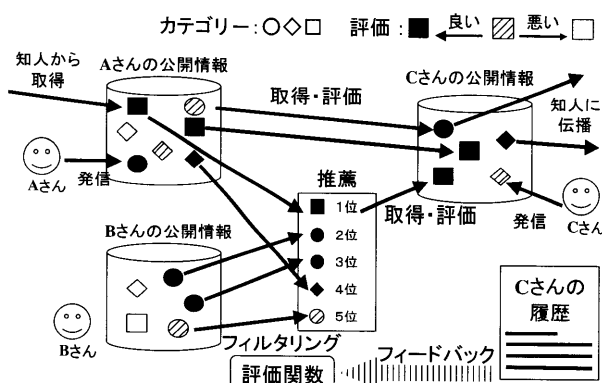 カテゴリー:○◇□ 評価:■ 良い ▨ 悪い □
知人から
取得
Aさんの公開情報
取得・評価
Cさんの公開情報
知人に
伝播
Aさん
発信
推薦
1位
2位
3位
4位
5位
取得・評価
発信
Cさん
Bさんの公開情報
Bさん
フィルタリング
評価関数
フィードバック
Cさんの
履歴